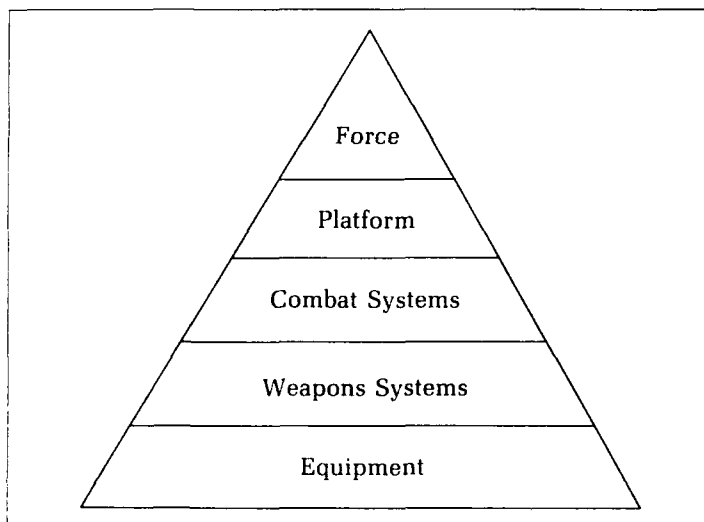 Force
Platform
Combat Systems
Weapons Systems
Equipment